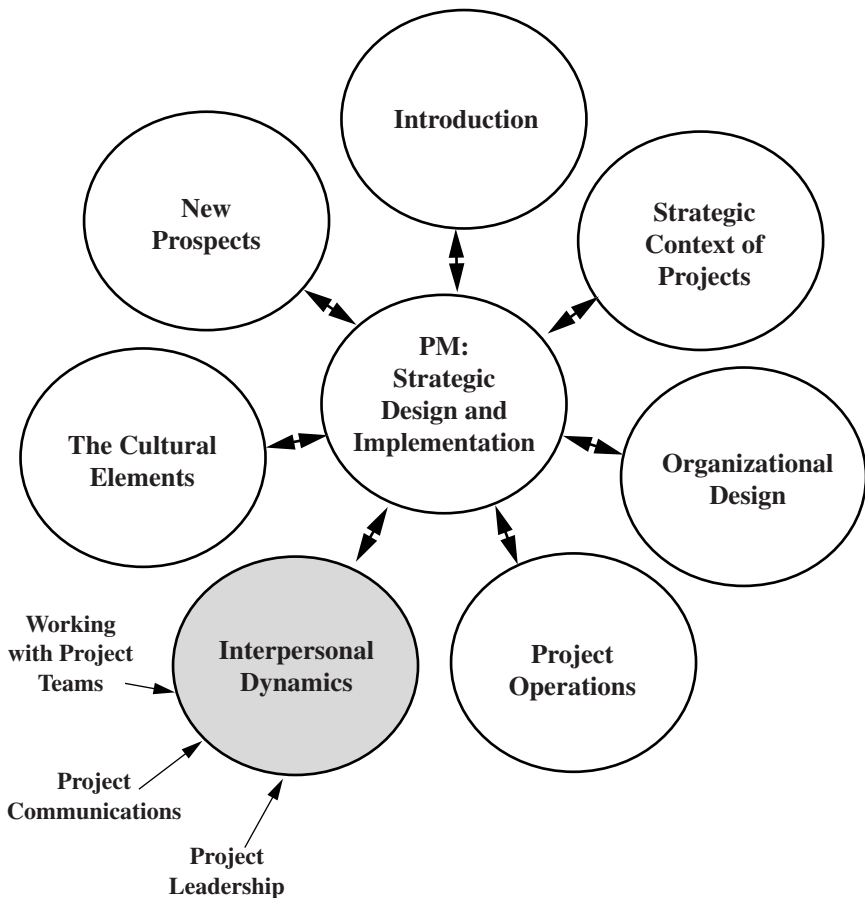 Introduction
New
Prospects
Strategic
Context of
Projects
PM:
Strategic
Design and
Implementation
The Cultural
Elements
Organizational
Design
Interpersonal
Dynamics
Project
Operations
Working
with Project
Teams
Project
Communications
Project
Leadership